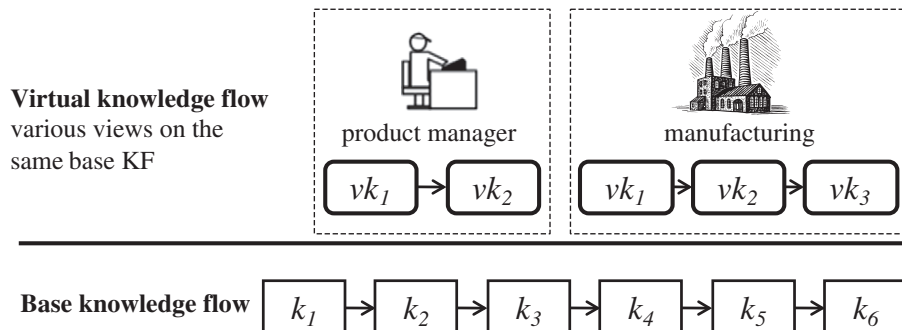 Virtual knowledge flow
various views on the
same base KF
product manager
vk1 vk2
manufacturing
vk1 vk2 vk3
Base knowledge flow k1 k2 k3 k4 k5 k6